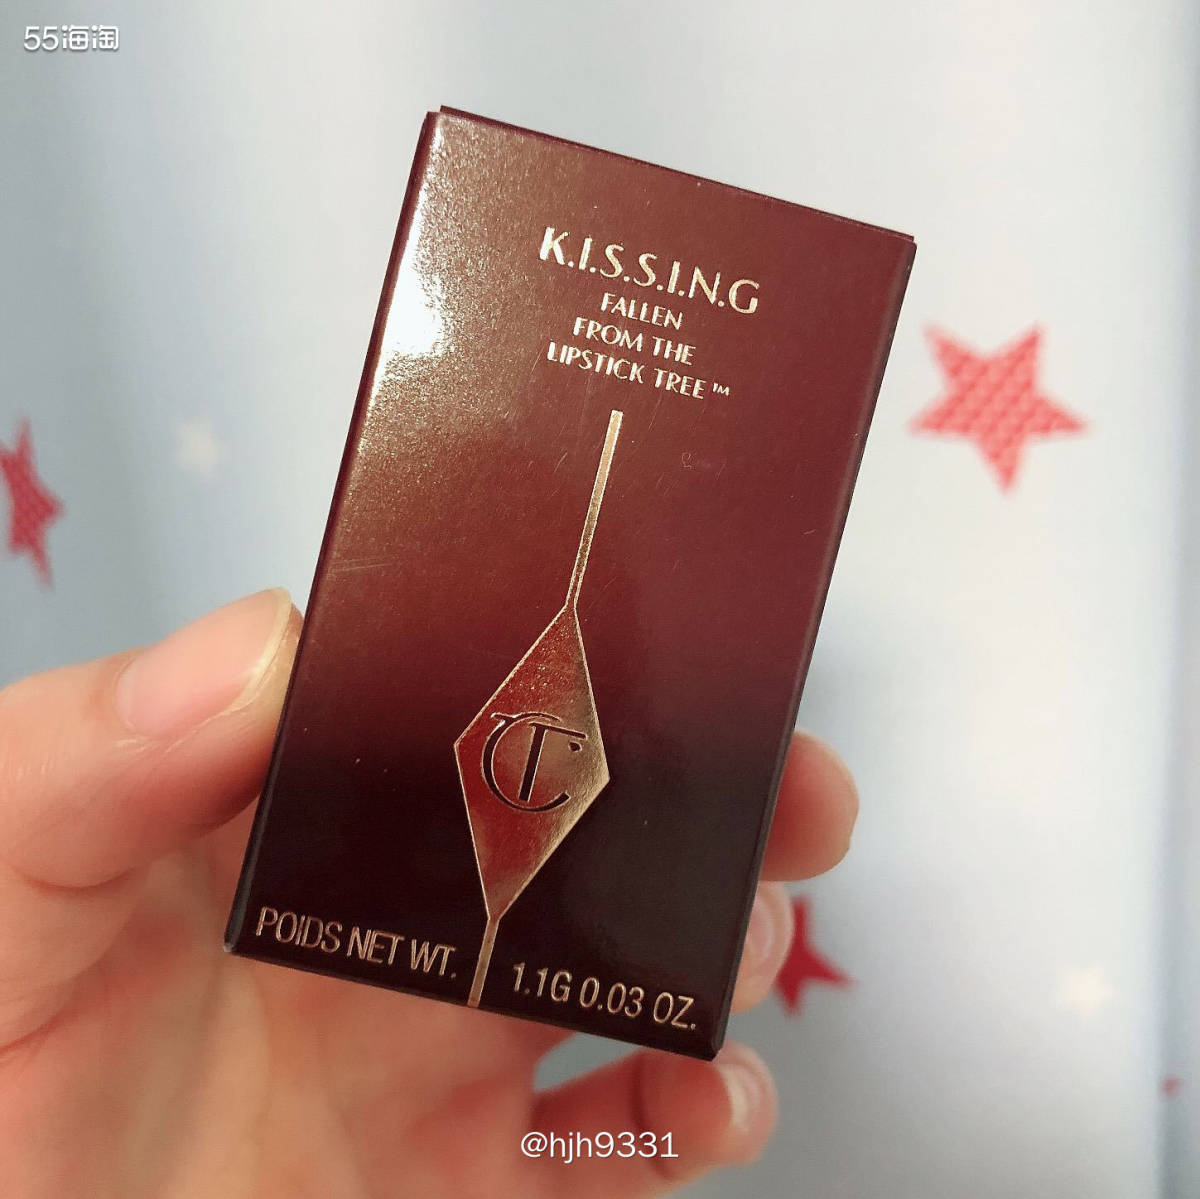 55海淘
K.I.S.S.I.N.G
FALLEN
FROM THE
LIPSTICK TREE™
CT
POIDS NET WT. 1.1G 0.03 OZ.
@hjh9331